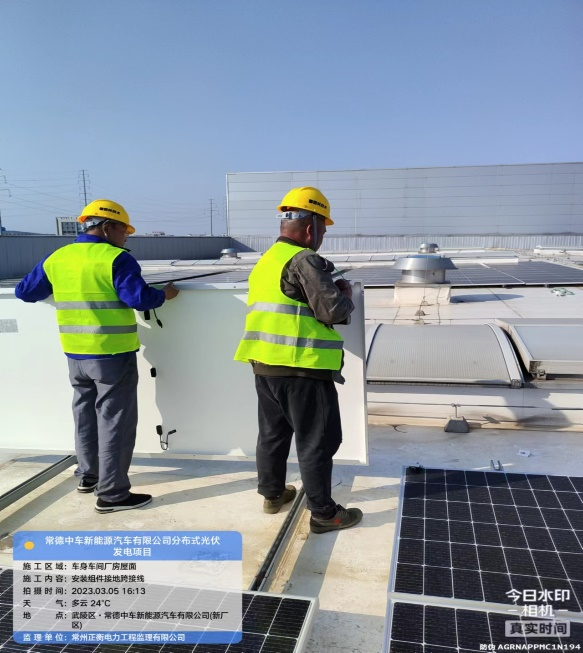 常德中车新能源汽车有限公司分布式光伏
发电项目
施工区域：车身车间厂房屋面
施工内容：安装组件接地跨接线
拍摄时间：2023.03.05 16:13
天　气：多云 24℃
地　点：武陵区·常德中车新能源汽车有限公司(新厂
区)
监理单位：常州正衡电力工程监理有限公司
今日水印
相机
真实时间
防伪 AGRNAPPMC1N194